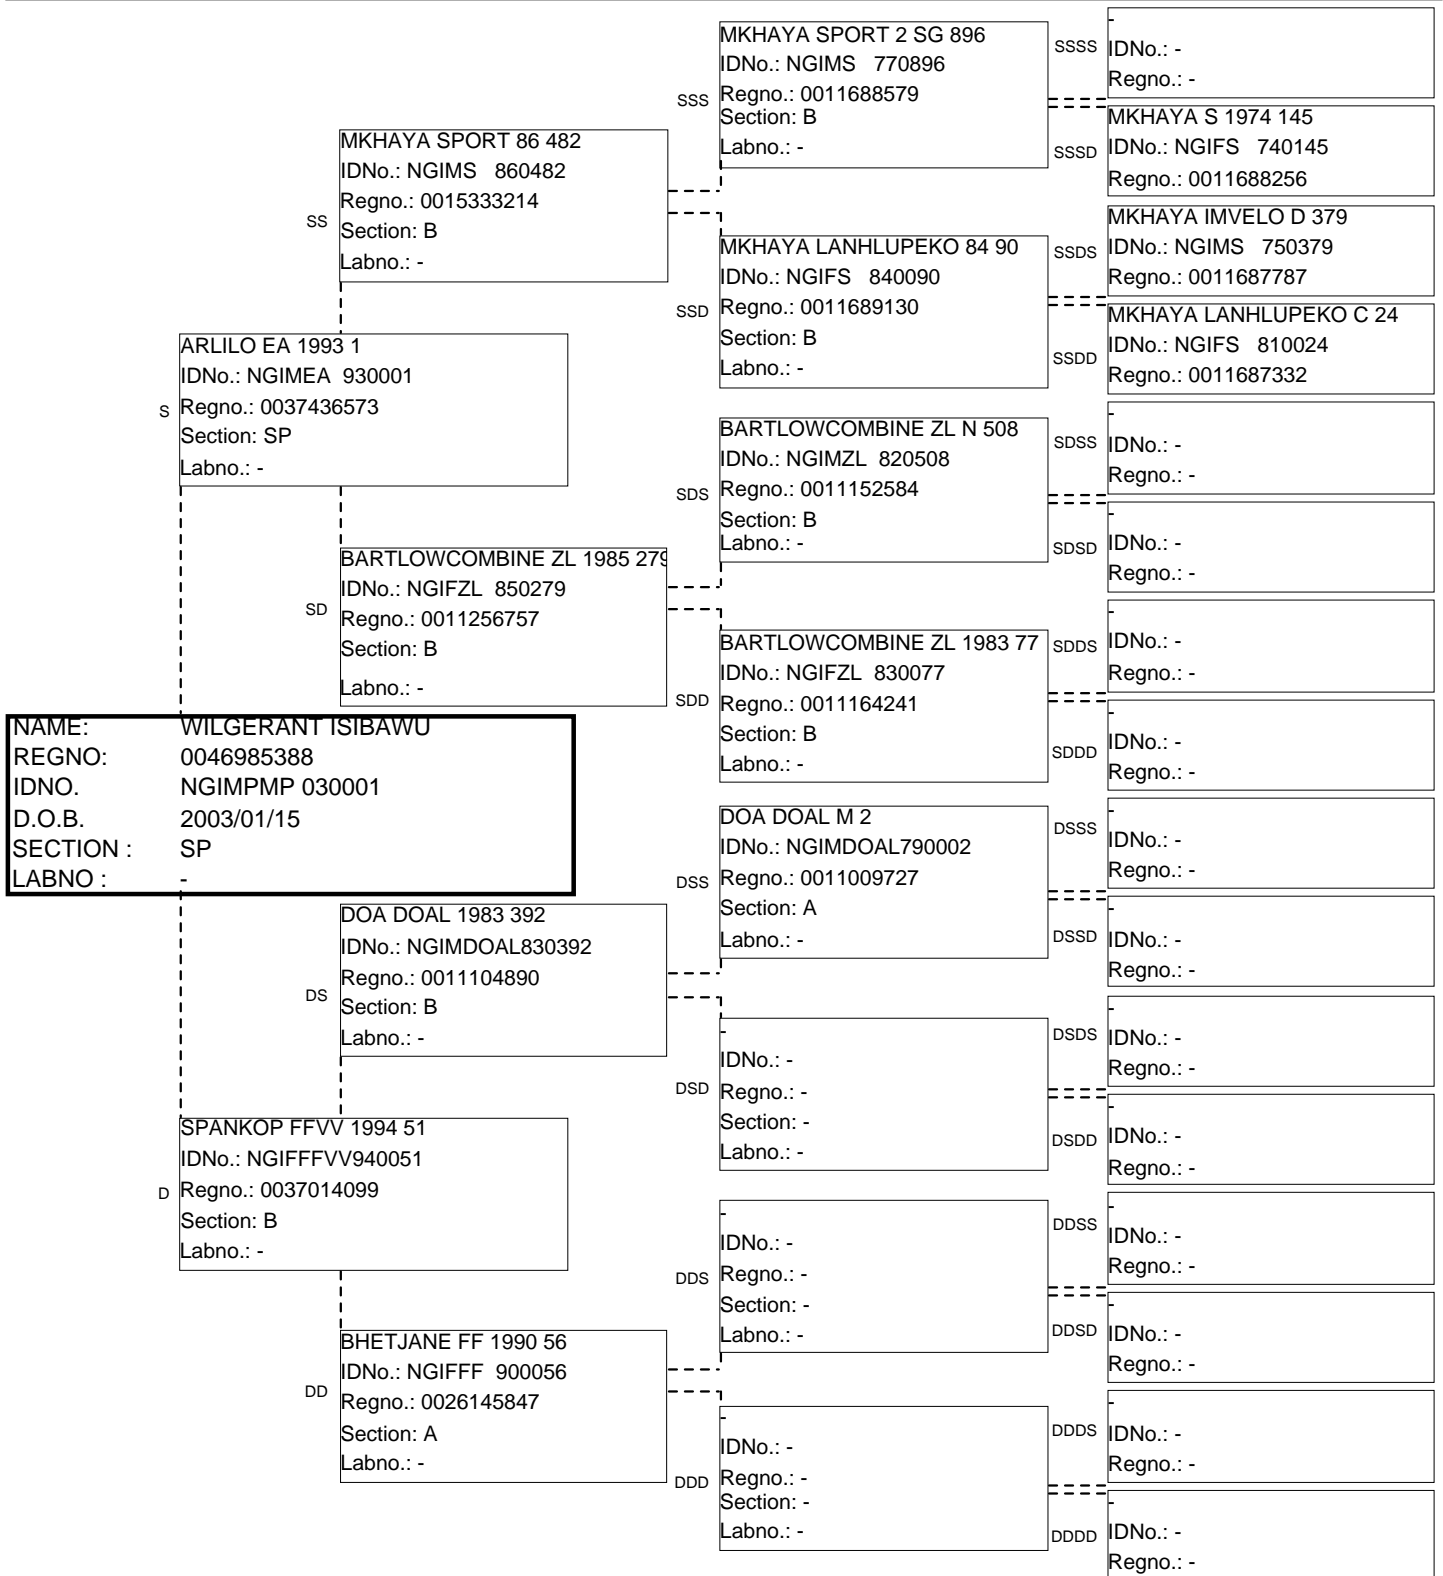 MKHAYA SPORT 2 SG 896
IDNo.: NGIMS 770896
SSS
Regno.: 0011688579
Section: B
Labno.: -
SSSS
-
IDNo.: -
Regno.: -
SSSD
MKHAYA S 1974 145
IDNo.: NGIFS 740145
Regno.: 0011688256
MKHAYA SPORT 86 482
IDNo.: NGIMS 860482
SS
Regno.: 0015333214
Section: B
Labno.: -
MKHAYA LANHLUPEKO 84 90
IDNo.: NGIFS 840090
SSD
Regno.: 0011689130
Section: B
Labno.: -
SSDS
MKHAYA IMVELO D 379
IDNo.: NGIMS 750379
Regno.: 0011687787
SSDD
MKHAYA LANHLUPEKO C 24
IDNo.: NGIFS 810024
Regno.: 0011687332
ARLILO EA 1993 1
IDNo.: NGIMEA 930001
S
Regno.: 0037436573
Section: SP
Labno.: -
BARTLOWCOMBINE ZL N 508
IDNo.: NGIMZL 820508
SDS
Regno.: 0011152584
Section: B
Labno.: -
SDSS
-
IDNo.: -
Regno.: -
SDSD
-
IDNo.: -
Regno.: -
BARTLOWCOMBINE ZL 1985 279
IDNo.: NGIFZL 850279
SD
Regno.: 0011256757
Section: B
Labno.: -
BARTLOWCOMBINE ZL 1983 77
IDNo.: NGIFZL 830077
SDD
Regno.: 0011164241
Section: B
Labno.: -
SDDS
-
IDNo.: -
Regno.: -
SDDD
-
IDNo.: -
Regno.: -
NAME: WILGERANT ISIBAWU
REGNO: 0046985388
IDNO. NGIMPMP 030001
D.O.B. 2003/01/15
SECTION : SP
LABNO : -
DOA DOAL M 2
IDNo.: NGIMDOAL790002
DSS
Regno.: 0011009727
Section: A
Labno.: -
DSSS
-
IDNo.: -
Regno.: -
DSSD
-
IDNo.: -
Regno.: -
DOA DOAL 1983 392
IDNo.: NGIMDOAL830392
DS
Regno.: 0011104890
Section: B
Labno.: -
-
IDNo.: -
DSD
Regno.: -
Section: -
Labno.: -
DSDS
-
IDNo.: -
Regno.: -
DSDD
-
IDNo.: -
Regno.: -
SPANKOP FFVV 1994 51
IDNo.: NGIFFFVV940051
D
Regno.: 0037014099
Section: B
Labno.: -
-
IDNo.: -
DDS
Regno.: -
Section: -
Labno.: -
DDSS
-
IDNo.: -
Regno.: -
DDSD
-
IDNo.: -
Regno.: -
BHETJANE FF 1990 56
IDNo.: NGIFFF 900056
DD
Regno.: 0026145847
Section: A
Labno.: -
-
IDNo.: -
DDD
Regno.: -
Section: -
Labno.: -
DDDS
-
IDNo.: -
Regno.: -
DDDD
-
IDNo.: -
Regno.: -